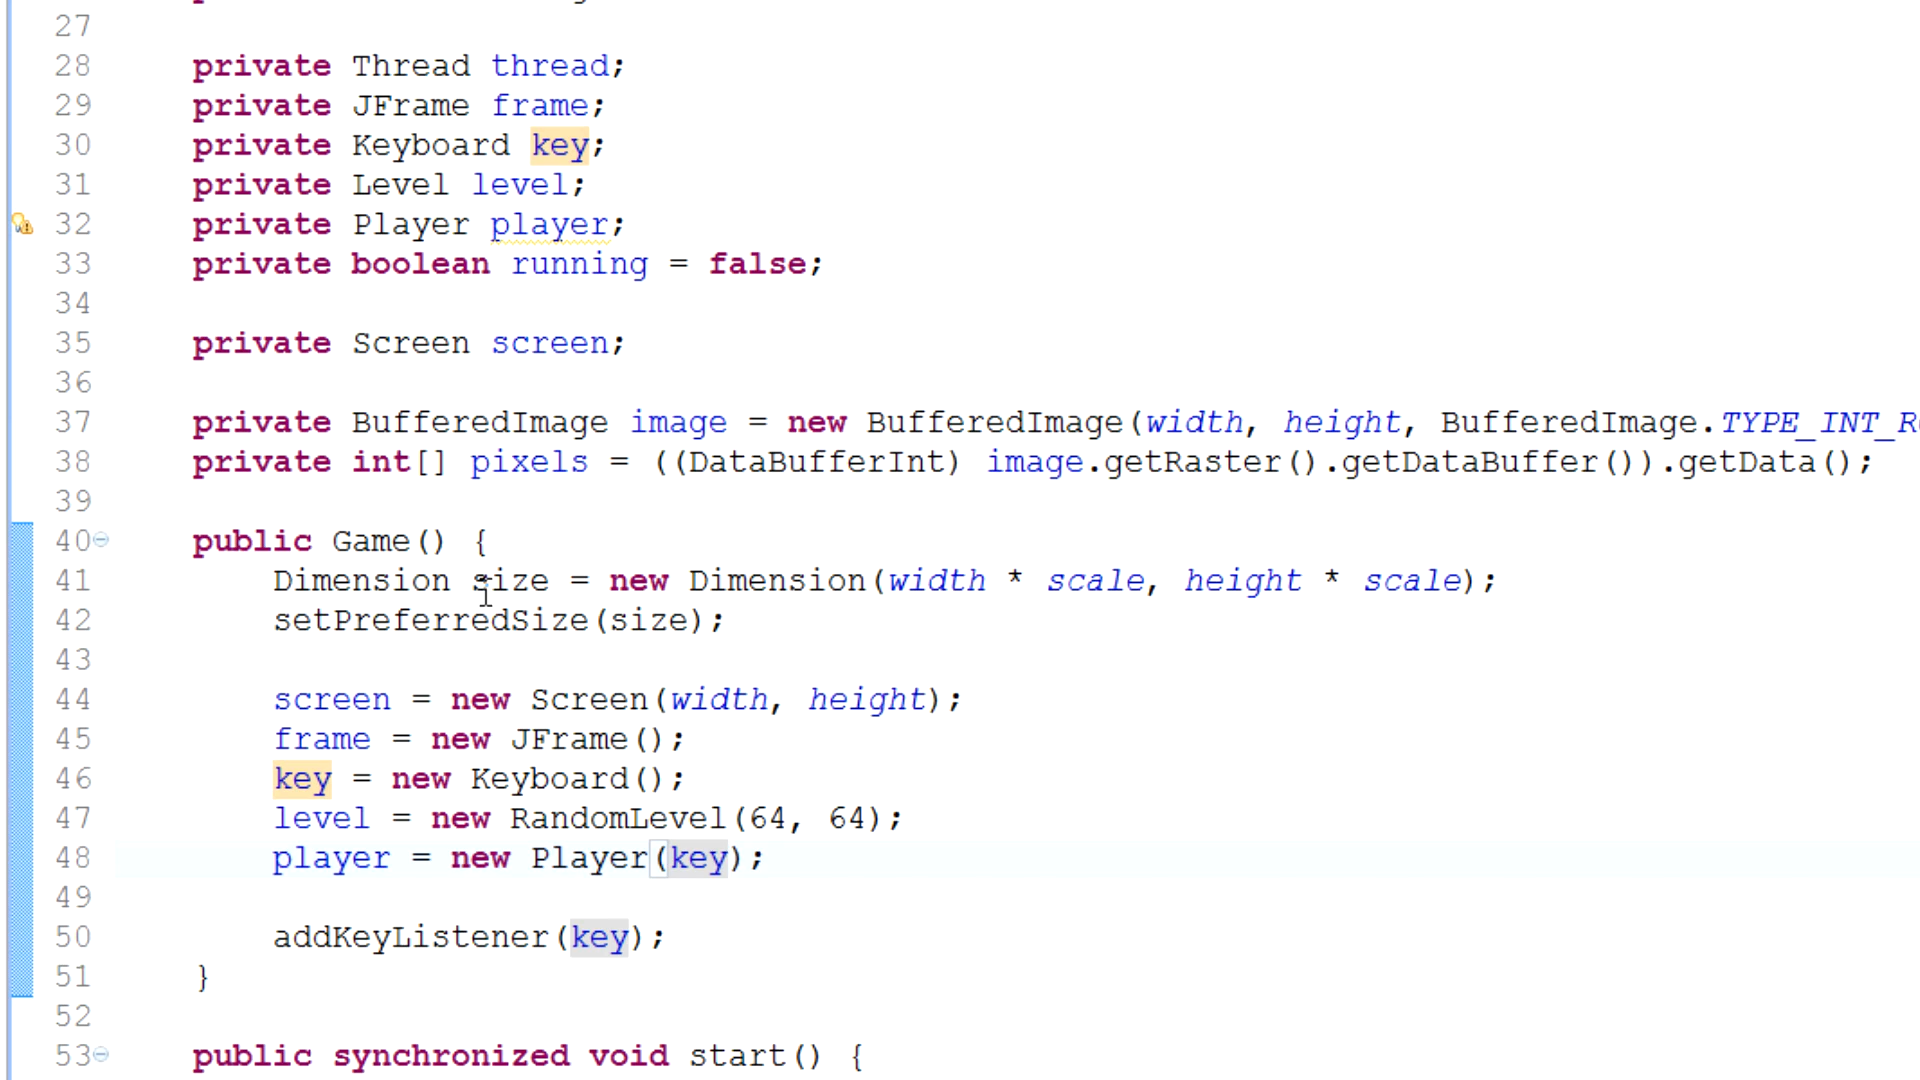 27
28 private Thread thread;
29 private JFrame frame;
30 private Keyboard key;
31 private Level level;
32 private Player player;
33 private boolean running = false;
34
35 private Screen screen;
36
37 private BufferedImage image = new BufferedImage(width, height, BufferedImage.TYPE_INT_R
38 private int[] pixels = ((DataBufferInt) image.getRaster().getDataBuffer()).getData();
39
40 public Game() {
41 Dimension size = new Dimension(width * scale, height * scale);
42 setPreferredSize(size);
43
44 screen = new Screen(width, height);
45 frame = new JFrame();
46 key = new Keyboard();
47 level = new RandomLevel(64, 64);
48 player = new Player(key);
49
50 addKeyListener(key);
51 }
52
53 public synchronized void start() {